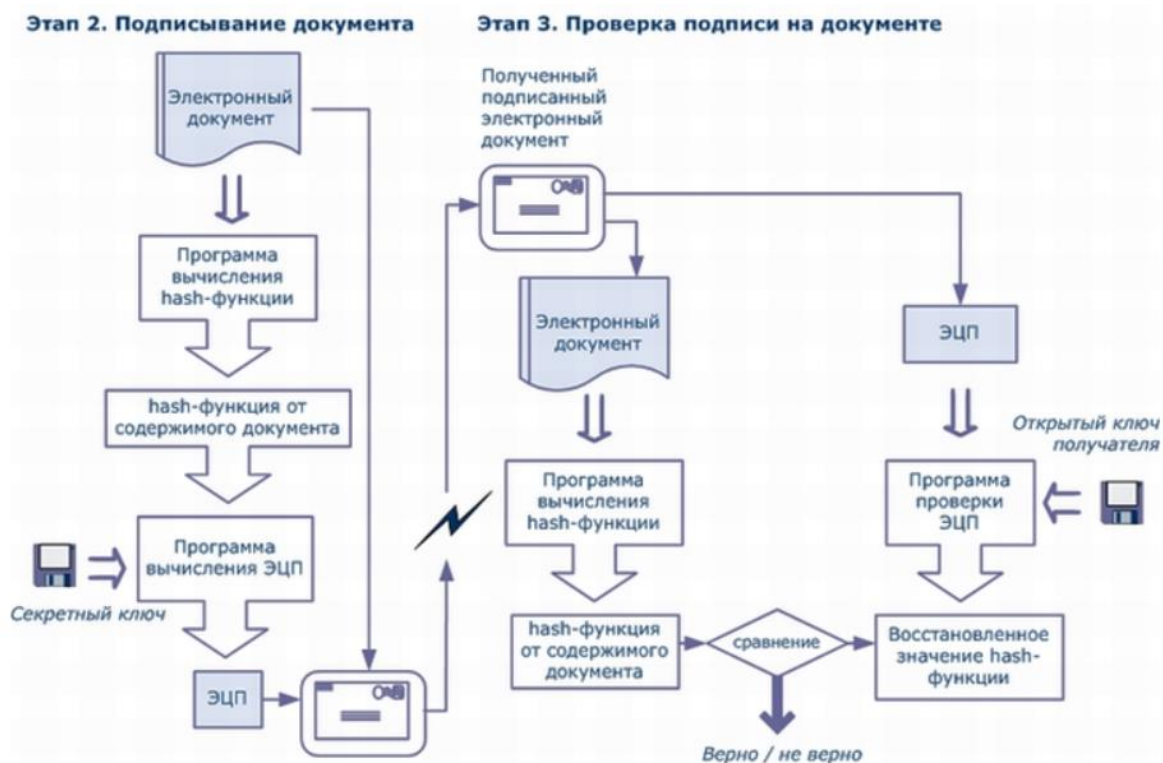 Этап 2. Подписывание документа
Электронный
документ
Программа
вычисления
hash-функции
hash-функция от
содержимого документа
Программа
вычисления ЭЦП
Секретный ключ
ЭЦП
Этап 3. Проверка подписи на документе
Полученный
подписанный
электронный
документ
Электронный
документ
ЭЦП
Открытый ключ
получателя
Программа
вычисления
hash-функции
Программа
проверки
ЭЦП
hash-функция
от содержимого
документа
сравнение
Восстановленное
значение hash-
функции
Верно / не верно